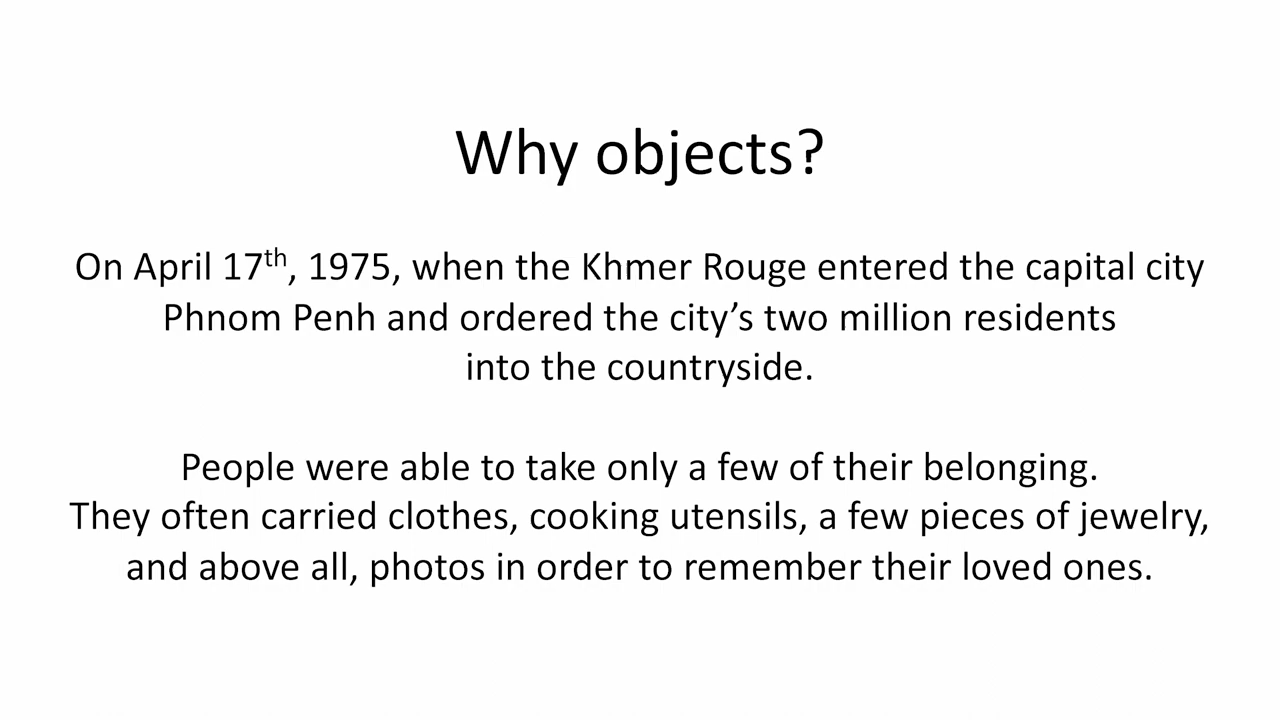 Why objects?
On April 17th, 1975, when the Khmer Rouge entered the capital city
Phnom Penh and ordered the city’s two million residents
into the countryside.
People were able to take only a few of their belonging.
They often carried clothes, cooking utensils, a few pieces of jewelry,
and above all, photos in order to remember their loved ones.